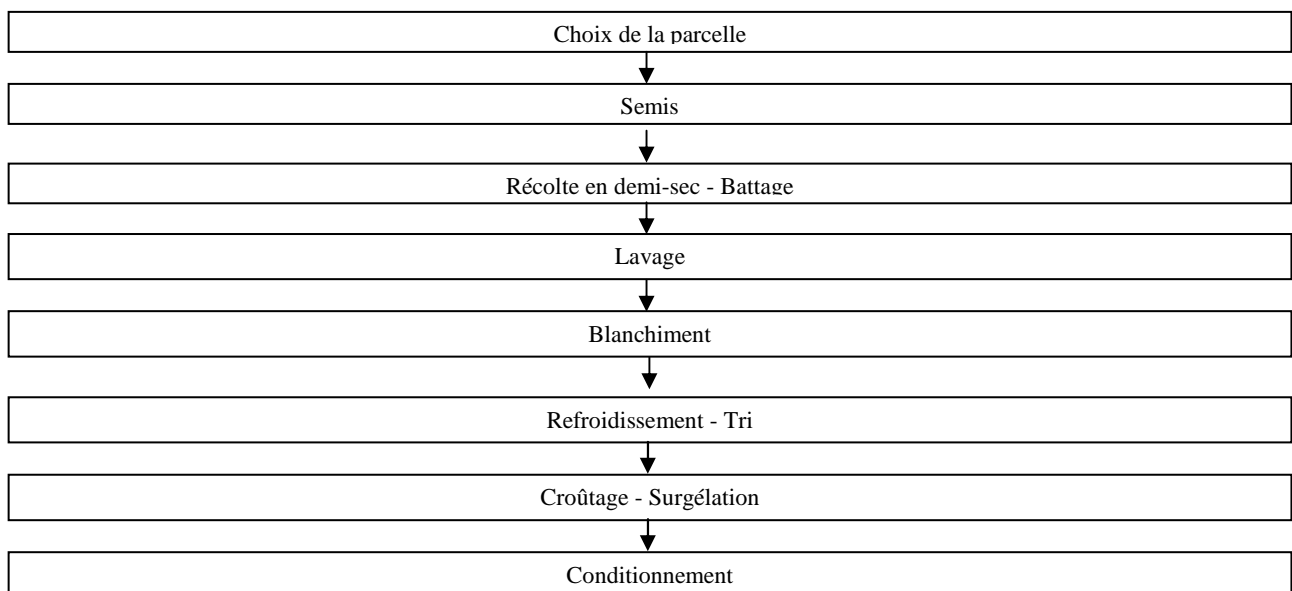 Choix de la parcelle
Semis
Récolte en demi-sec - Battage
Lavage
Blanchiment
Refroidissement - Tri
Croûtage - Surgélation
Conditionnement